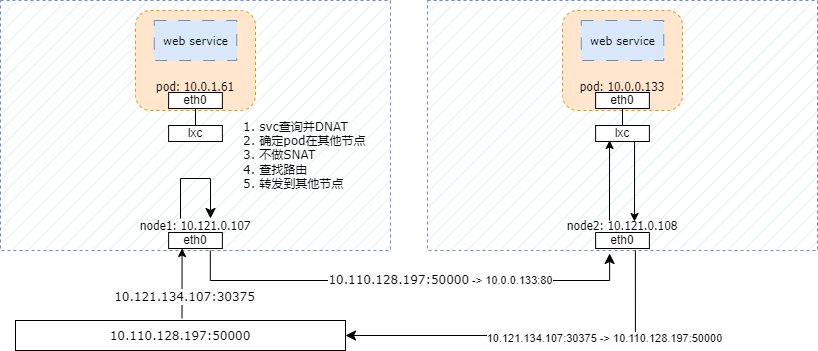 web service
pod: 10.0.1.61
eth0
lxc
1. svc查询并DNAT
2. 确定pod在其他节点
3. 不做SNAT
4. 查找路由
5. 转发到其他节点
node1: 10.121.0.107
eth0
web service
pod: 10.0.0.133
eth0
lxc
node2: 10.121.0.108
eth0
10.110.128.197:50000 -> 10.0.0.133:80
10.121.134.107:30375
10.110.128.197:50000
10.121.134.107:30375 -> 10.110.128.197:50000